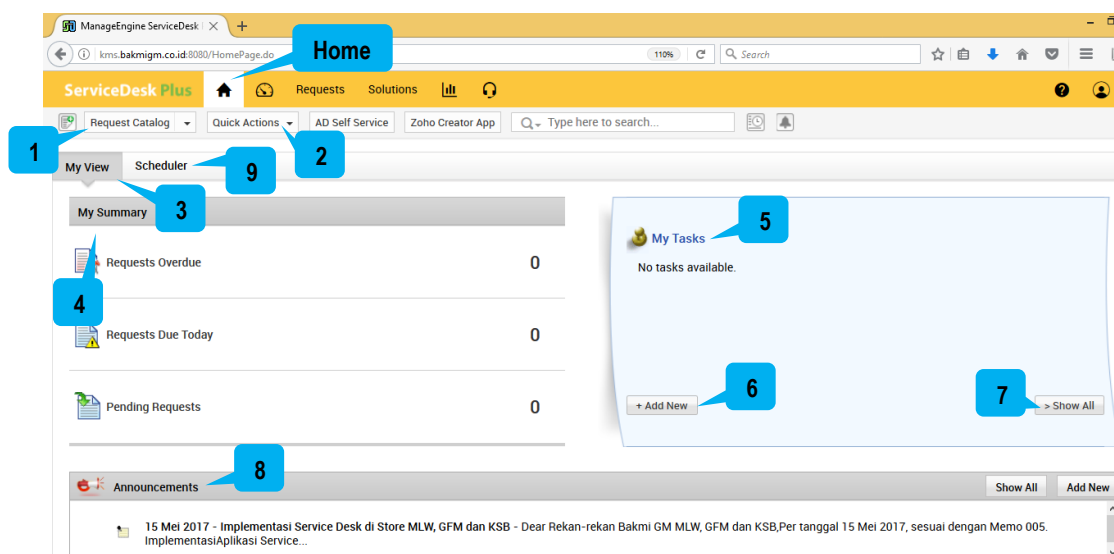 ManageEngine ServiceDesk
kms.bakmigm.co.id:8080/HomePage.do
110%
Search
Home
ServiceDesk Plus
Requests
Solutions
Request Catalog
Quick Actions
AD Self Service
Zoho Creator App
Type here to search...
1
2
My View
Scheduler
9
3
My Summary
5
My Tasks
Requests Overdue
0
No tasks available.
4
Requests Due Today
0
Pending Requests
0
+ Add New
6
7
> Show All
8
Announcements
Show All
Add New
15 Mei 2017 - Implementasi Service Desk di Store MLW, GFM dan KSB - Dear Rekan-rekan Bakmi GM MLW, GFM dan KSB,Per tanggal 15 Mei 2017, sesuai dengan Memo 005.
ImplementasiAplikasi Service...